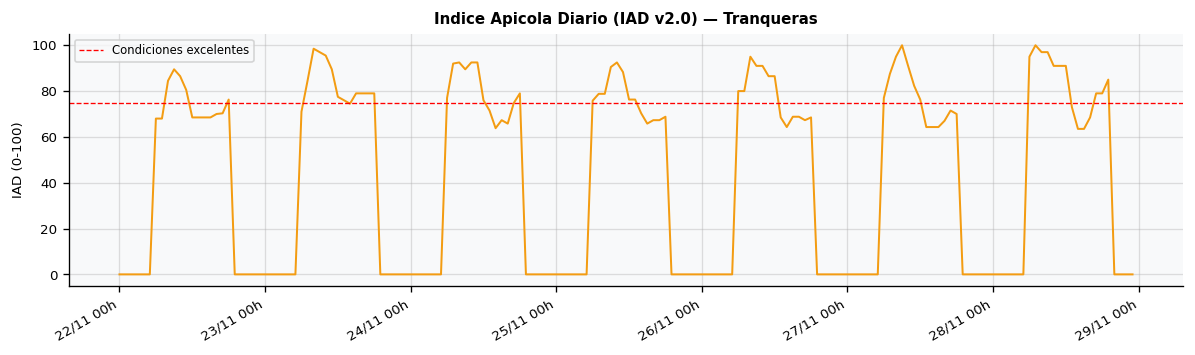 Indice Apicola Diario (IAD v2.0) — Tranqueras
Condiciones excelentes
IAD (0-100)
100
80
60
40
20
0
22/11 00h
23/11 00h
24/11 00h
25/11 00h
26/11 00h
27/11 00h
28/11 00h
29/11 00h